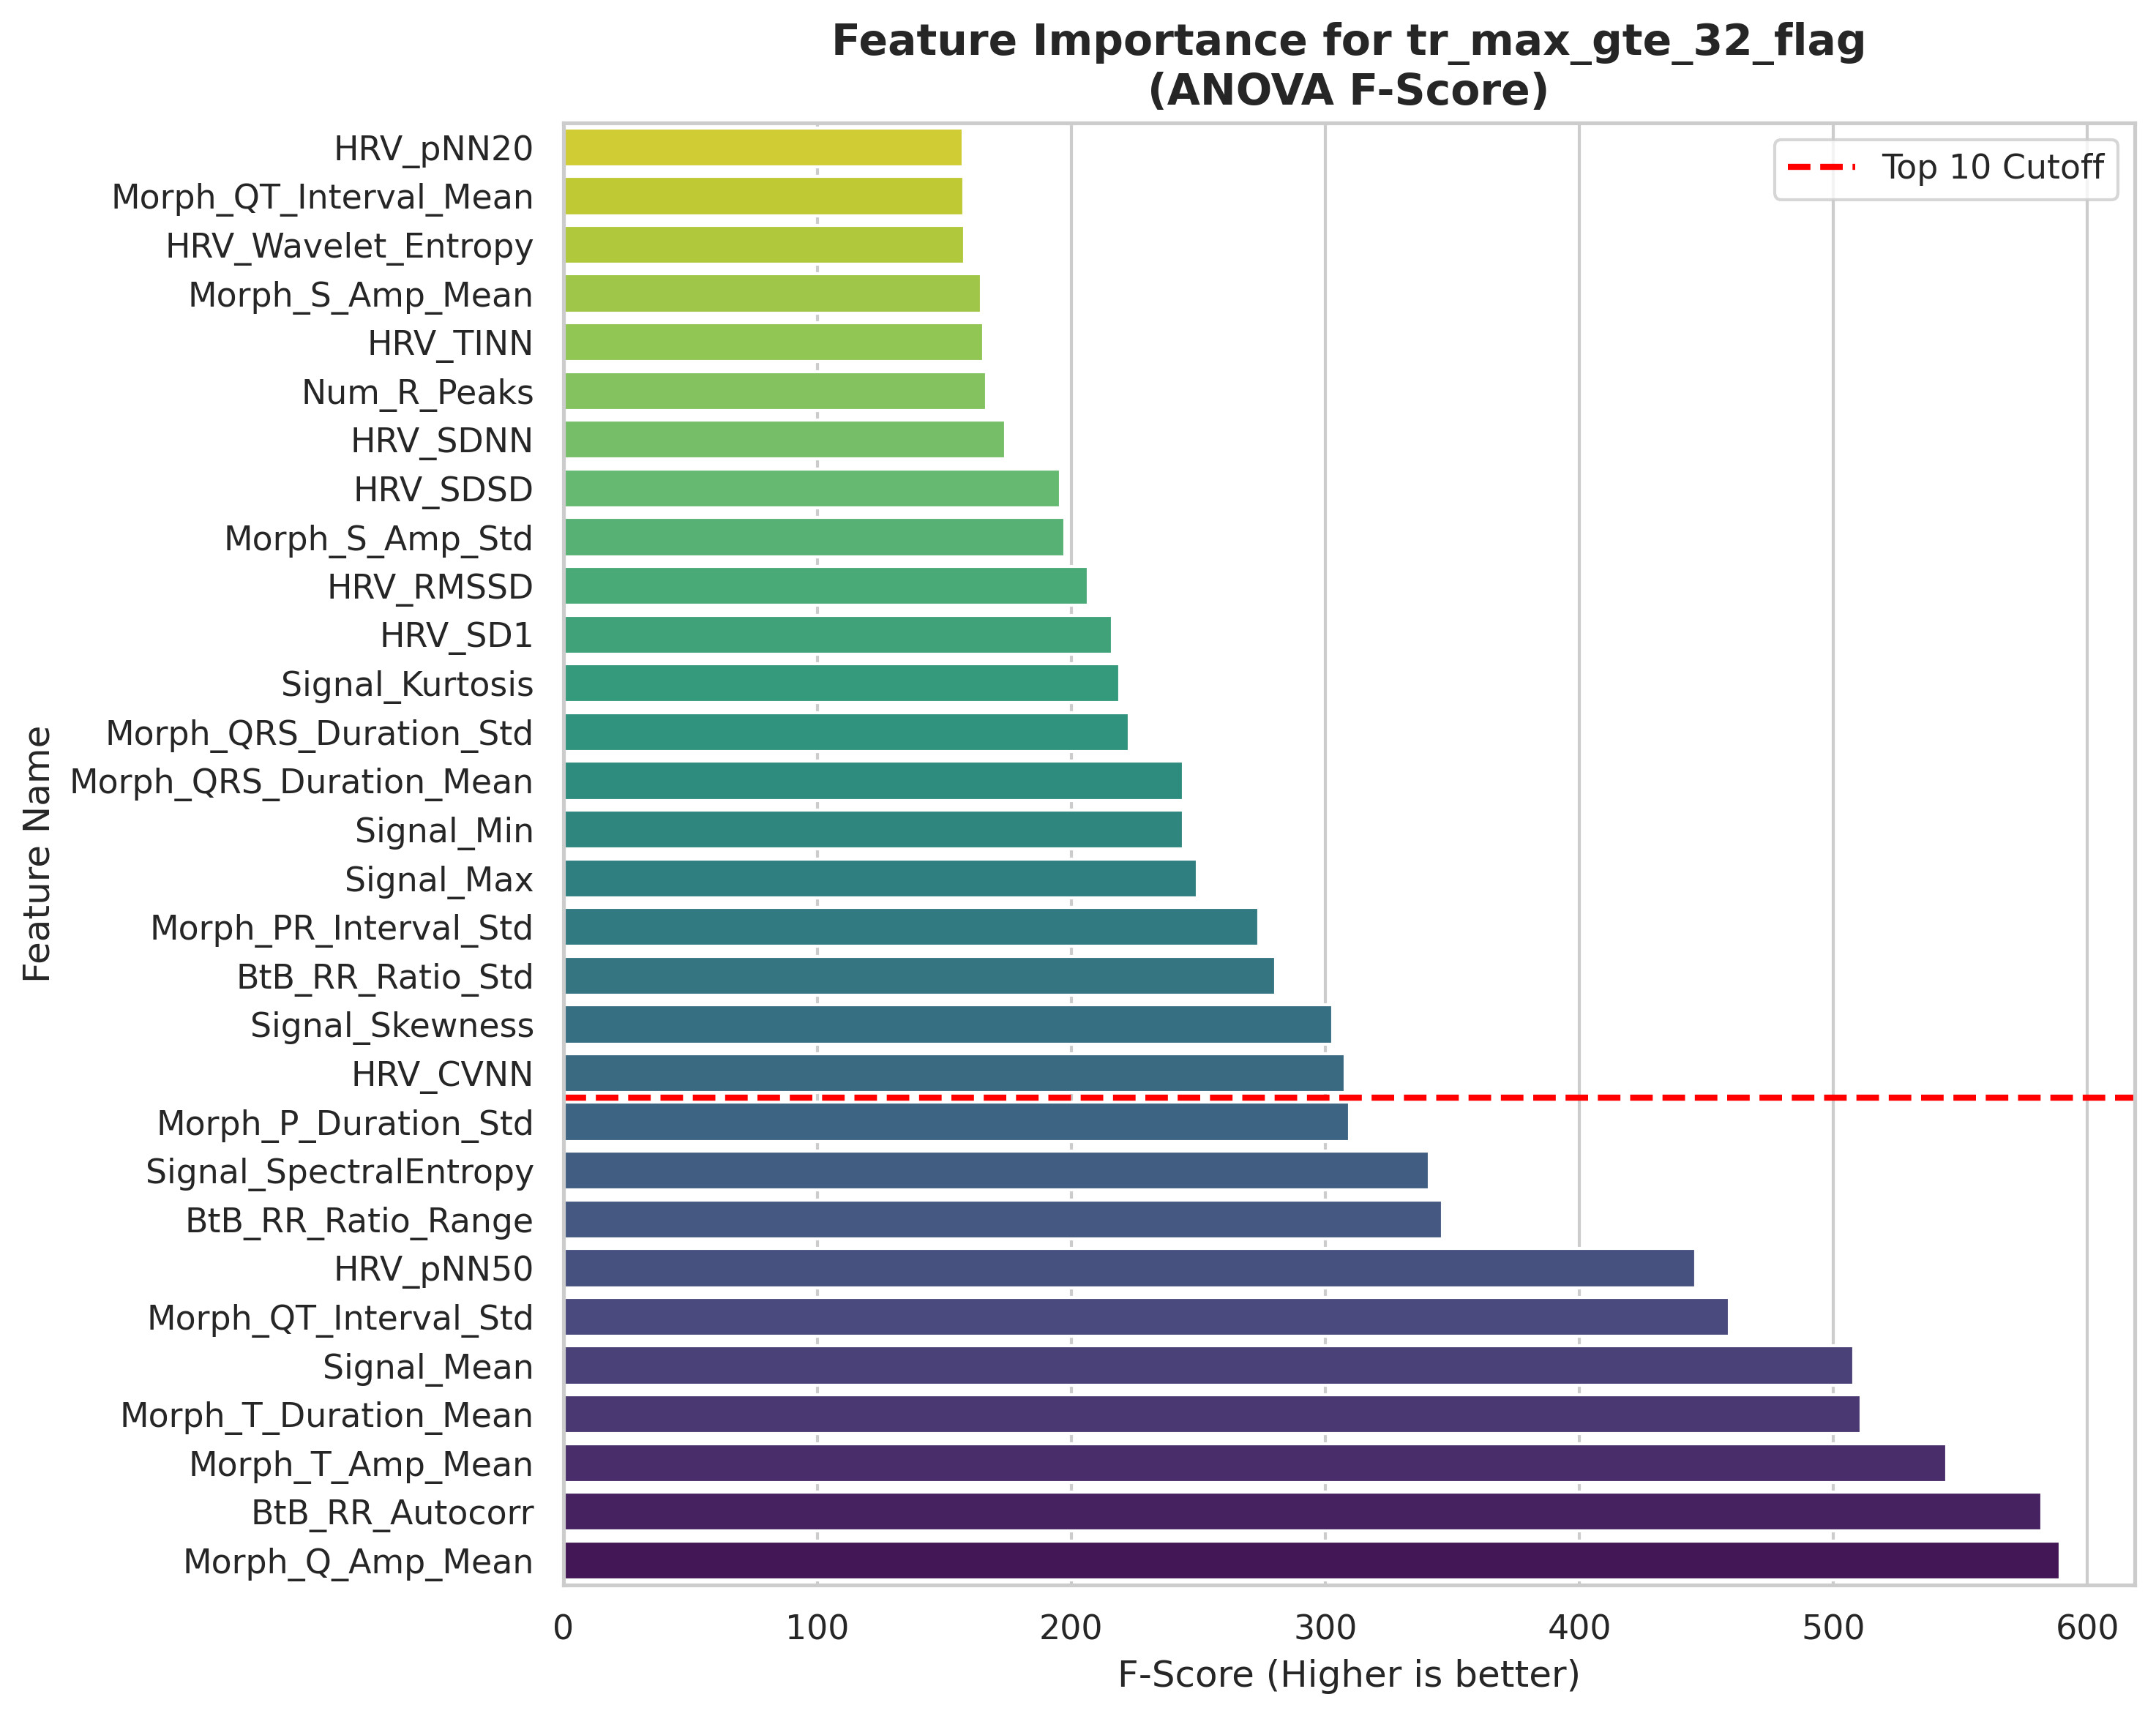 Feature Importance for tr_max_gte_32_flag
(ANOVA F-Score)
Top 10 Cutoff
Feature Name
HRV_pNN20
Morph_QT_Interval_Mean
HRV_Wavelet_Entropy
Morph_S_Amp_Mean
HRV_TINN
Num_R_Peaks
HRV_SDNN
HRV_SDSD
Morph_S_Amp_Std
HRV_RMSSD
HRV_SD1
Signal_Kurtosis
Morph_QRS_Duration_Std
Morph_QRS_Duration_Mean
Signal_Min
Signal_Max
Morph_PR_Interval_Std
BtB_RR_Ratio_Std
Signal_Skewness
HRV_CVNN
Morph_P_Duration_Std
Signal_SpectralEntropy
BtB_RR_Ratio_Range
HRV_pNN50
Morph_QT_Interval_Std
Signal_Mean
Morph_T_Duration_Mean
Morph_T_Amp_Mean
BtB_RR_Autocorr
Morph_Q_Amp_Mean
0 100 200 300 400 500 600
F-Score (Higher is better)